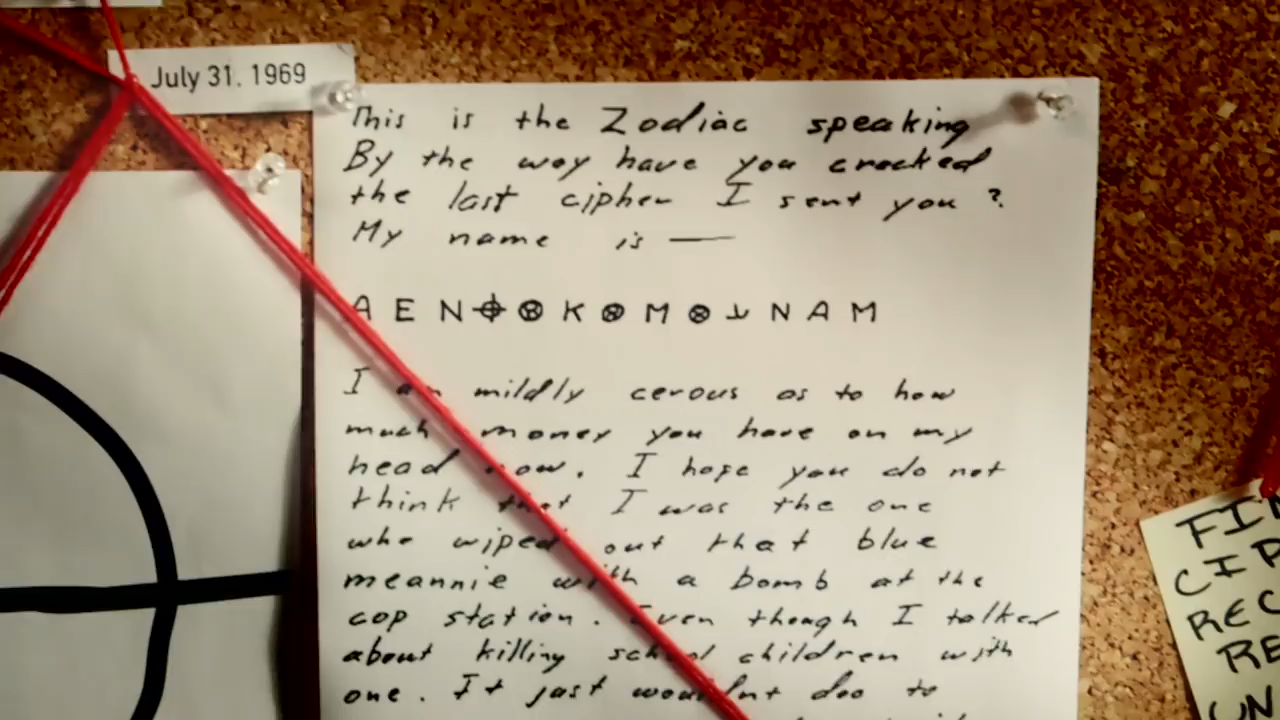 July 31. 1969
This is the Zodiac speaking
By the way have you cracked
the last cipher I sent you ?
My name is —
A E N ⌖ ⊗ K ⊗ M ⊗ ⅄ N A M
I am mildly cerous as to how
much money you have on my
head now. I hope you do not
think that I was the one
who wiped out that blue
meannie with a bomb at the
cop station. Even though I talked
about killing school children with
one. It just wouldnt doo to
FIN
CIP
REC
RE
UN